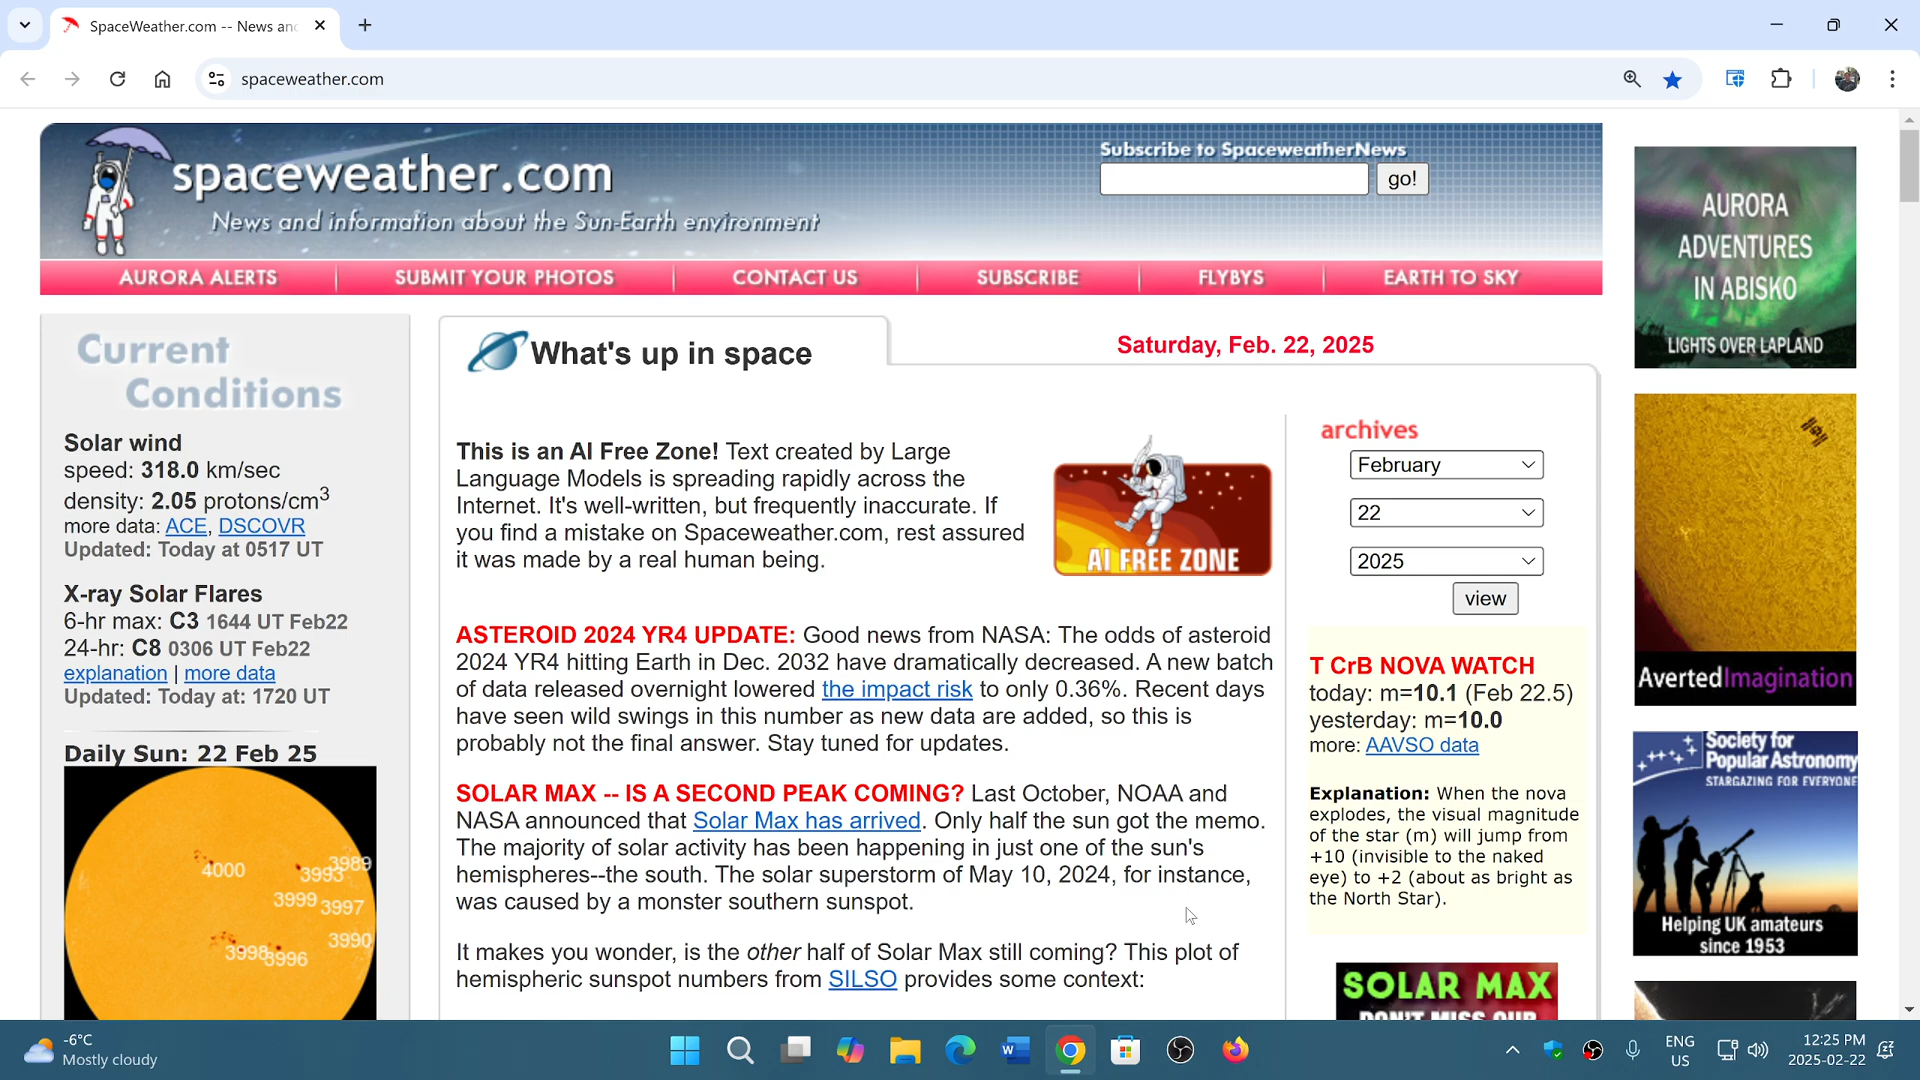 SpaceWeather.com -- News an
spaceweather.com
spaceweather.com
News and information about the Sun-Earth environment
Subscribe to SpaceweatherNews
go!
AURORA ALERTS
SUBMIT YOUR PHOTOS
CONTACT US
SUBSCRIBE
FLYBYS
EARTH TO SKY
Current
Conditions
Solar wind
speed: 318.0 km/sec
density: 2.05 protons/cm3
more data: ACE, DSCOVR
Updated: Today at 0517 UT
X-ray Solar Flares
6-hr max: C3 1644 UT Feb22
24-hr: C8 0306 UT Feb22
explanation | more data
Updated: Today at: 1720 UT
Daily Sun: 22 Feb 25
4000
3989
3993
3999
3997
3990
3998
3996
What's up in space
Saturday, Feb. 22, 2025
This is an AI Free Zone! Text created by Large
Language Models is spreading rapidly across the
Internet. It's well-written, but frequently inaccurate. If
you find a mistake on Spaceweather.com, rest assured
it was made by a real human being.
AI FREE ZONE
ASTEROID 2024 YR4 UPDATE: Good news from NASA: The odds of asteroid
2024 YR4 hitting Earth in Dec. 2032 have dramatically decreased. A new batch
of data released overnight lowered the impact risk to only 0.36%. Recent days
have seen wild swings in this number as new data are added, so this is
probably not the final answer. Stay tuned for updates.
SOLAR MAX -- IS A SECOND PEAK COMING? Last October, NOAA and
NASA announced that Solar Max has arrived. Only half the sun got the memo.
The majority of solar activity has been happening in just one of the sun's
hemispheres--the south. The solar superstorm of May 10, 2024, for instance,
was caused by a monster southern sunspot.
It makes you wonder, is the other half of Solar Max still coming? This plot of
hemispheric sunspot numbers from SILSO provides some context:
archives
February
22
2025
view
T CrB NOVA WATCH
today: m=10.1 (Feb 22.5)
yesterday: m=10.0
more: AAVSO data
Explanation: When the nova
explodes, the visual magnitude
of the star (m) will jump from
+10 (invisible to the naked
eye) to +2 (about as bright as
the North Star).
SOLAR MAX
DON'T MISS OUR
AURORA
ADVENTURES
IN ABISKO
LIGHTS OVER LAPLAND
AvertedImagination
Society for
Popular Astronomy
STARGAZING FOR EVERYONE
Helping UK amateurs
since 1953
-6°C
Mostly cloudy
ENG
US
12:25 PM
2025-02-22